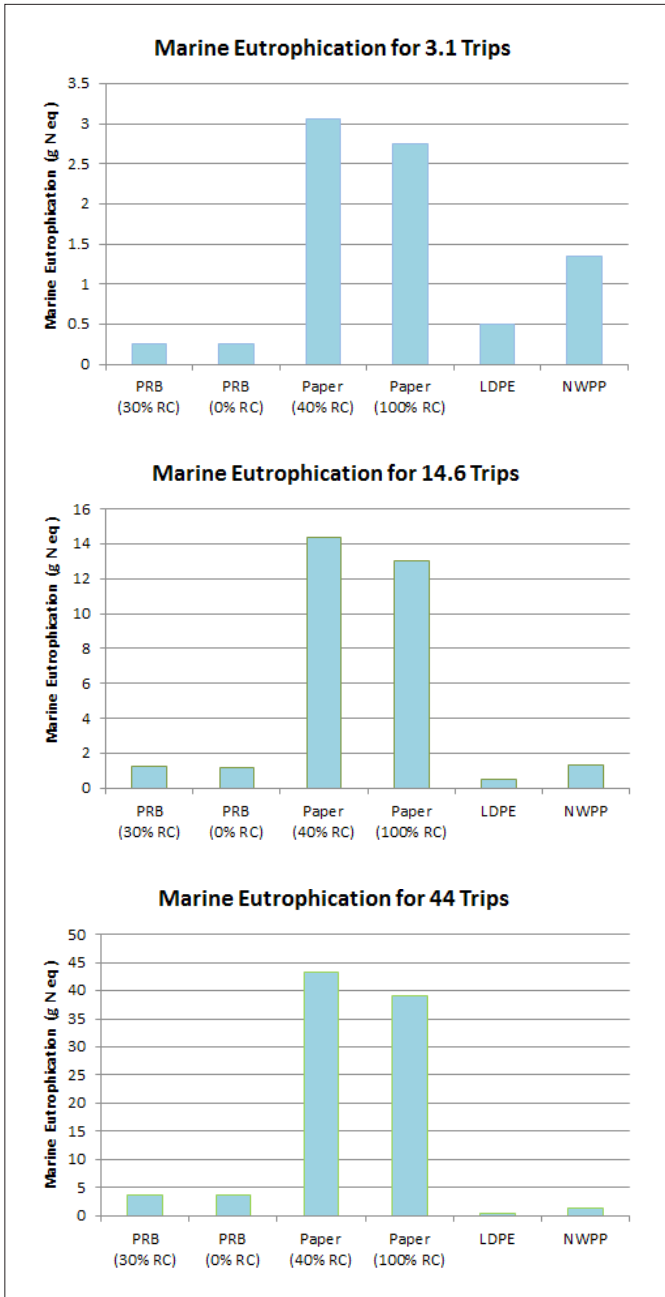 Marine Eutrophication for 3.1 Trips
Marine Eutrophication (g N eq)
3.5
3
2.5
2
1.5
1
0.5
0
PRB PRB Paper Paper LDPE NWPP
(30% RC) (0% RC) (40% RC) (100% RC)
Marine Eutrophication for 14.6 Trips
Marine Eutrophication (g N eq)
16
14
12
10
8
6
4
2
0
PRB PRB Paper Paper LDPE NWPP
(30% RC) (0% RC) (40% RC) (100% RC)
Marine Eutrophication for 44 Trips
Marine Eutrophication (g N eq)
50
45
40
35
30
25
20
15
10
5
0
PRB PRB Paper Paper LDPE NWPP
(30% RC) (0% RC) (40% RC) (100% RC)